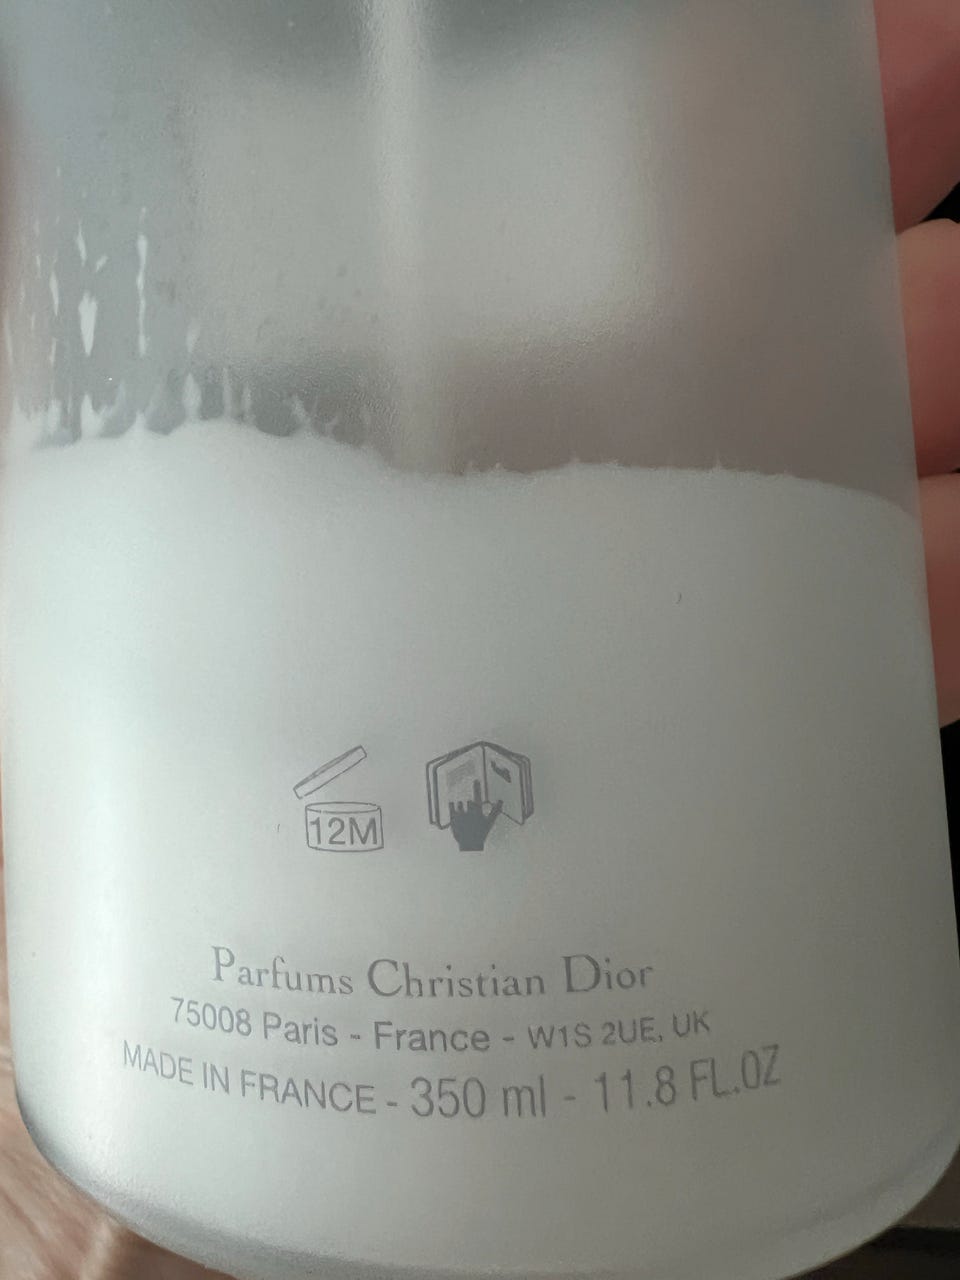 12M
Parfums Christian Dior
75008 Paris - France - W1S 2UE, UK
MADE IN FRANCE - 350 ml - 11.8 FL.OZ